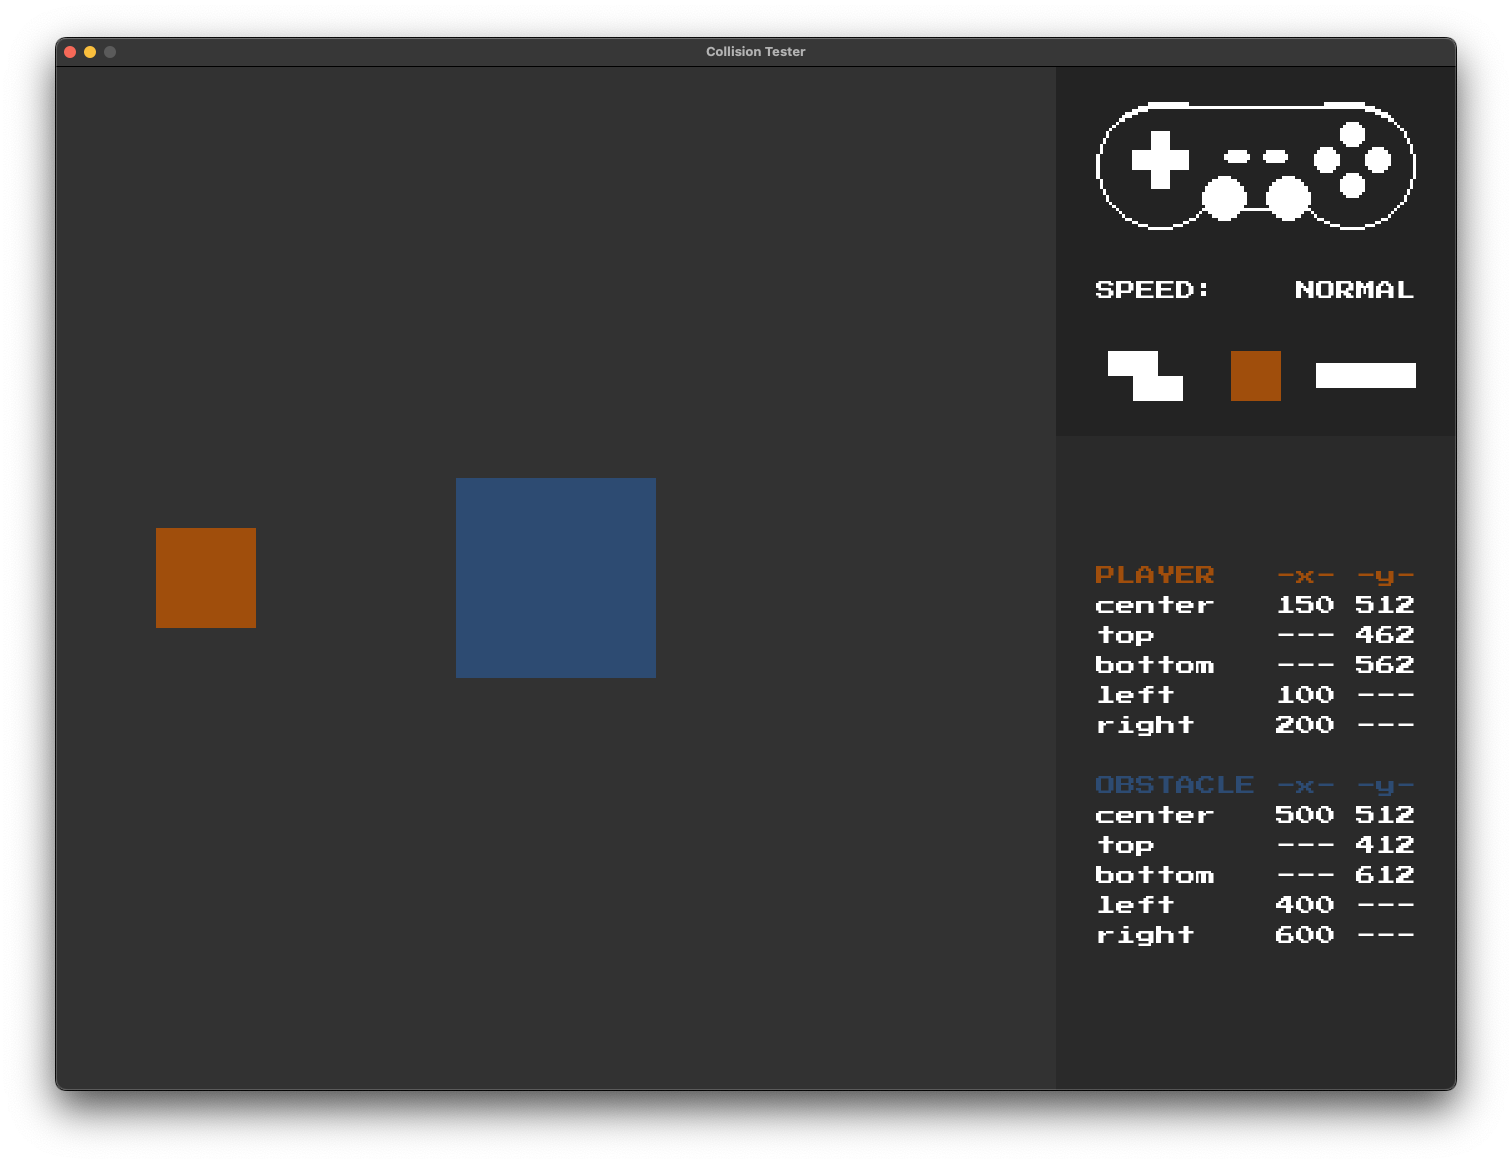 Collision Tester
SPEED: NORMAL
PLAYER -x- -y-
center 150 512
top --- 462
bottom --- 562
left 100 ---
right 200 ---
OBSTACLE -x- -y-
center 500 512
top --- 412
bottom --- 612
left 400 ---
right 600 ---